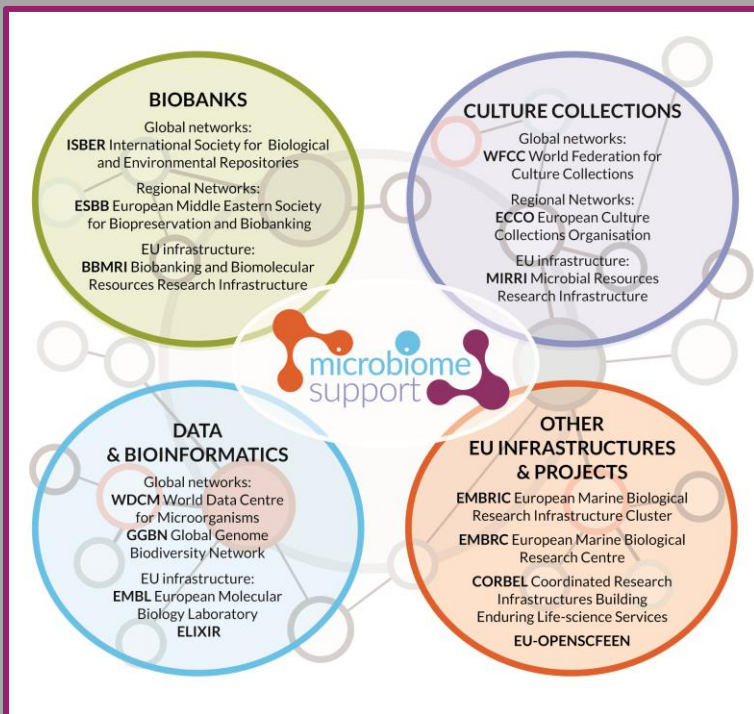 BIOBANKS
Global networks:
ISBER International Society for Biological
and Environmental Repositories
Regional Networks:
ESBB European Middle Eastern Society
for Biopreservation and Biobanking
EU infrastructure:
BBMRI Biobanking and Biomolecular
Resources Research Infrastructure
CULTURE COLLECTIONS
Global networks:
WFCC World Federation for
Culture Collections
Regional Networks:
ECCO European Culture
Collections Organisation
EU infrastructure:
MIRRI Microbial Resources
Research Infrastructure
microbiome
support
DATA
& BIOINFORMATICS
Global networks:
WDCM World Data Centre
for Microorganisms
GGBN Global Genome
Biodiversity Network
EU infrastructure:
EMBL European Molecular
Biology Laboratory
ELIXIR
OTHER
EU INFRASTRUCTURES
& PROJECTS
EMBRIC European Marine Biological
Research Infrastructure Cluster
EMBRC European Marine Biological
Research Centre
CORBEL Coordinated Research
Infrastructures Building
Enduring Life-science Services
EU-OPENSCFEEN